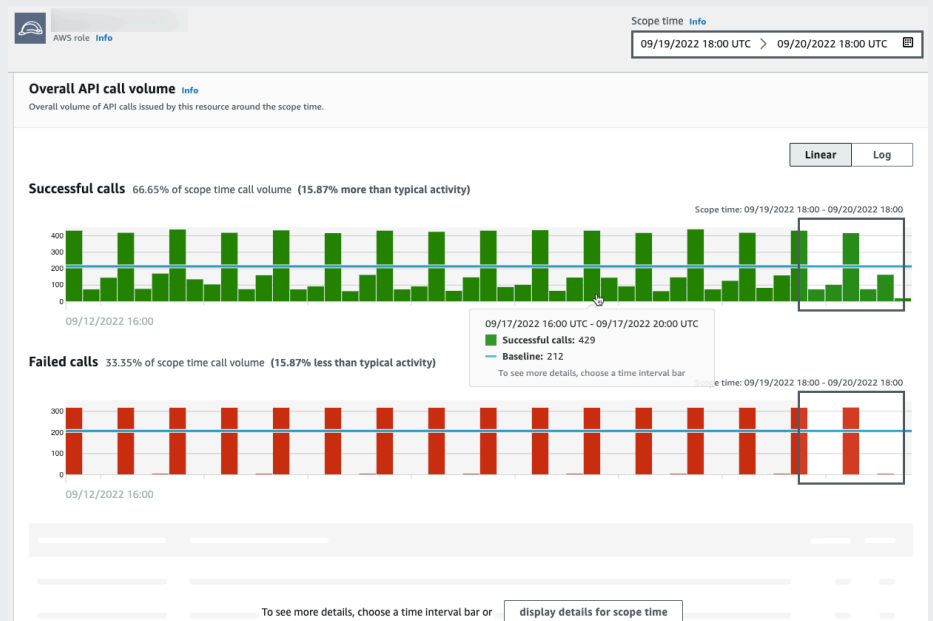 Scope time Info
AWS role Info
09/19/2022 18:00 UTC > 09/20/2022 18:00 UTC
Overall API call volume Info
Overall volume of API calls issued by this resource around the scope time.
Linear Log
Successful calls 66.65% of scope time call volume (15.87% more than typical activity)
Scope time: 09/19/2022 18:00 - 09/20/2022 18:00
400
300
200
100
0
09/12/2022 16:00
09/17/2022 16:00 UTC - 09/17/2022 20:00 UTC
Successful calls: 429
Baseline: 212
To see more details, choose a time interval bar
Failed calls 33.35% of scope time call volume (15.87% less than typical activity)
e time: 09/19/2022 18:00 - 09/20/2022 18:00
300
200
100
0
09/12/2022 16:00
To see more details, choose a time interval bar or display details for scope time